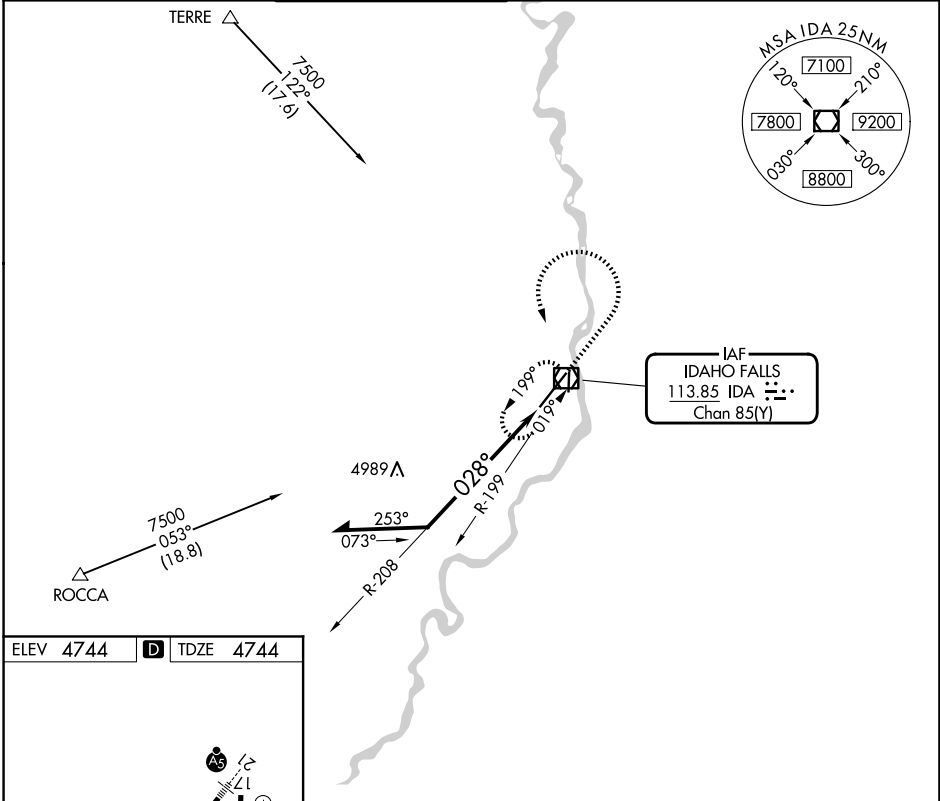 TERRE
7500
122°
(17.6)
MSA IDA 25NM
120°
7100
210°
7800
9200
030°
300°
8800
IAF
IDAHO FALLS
113.85 IDA
Chan 85(Y)
199°
019°
028°
R-199
4989
253°
073°
R-208
7500
053°
(18.8)
ROCCA
ELEV 4744
D
TDZE 4744
A5
21
17